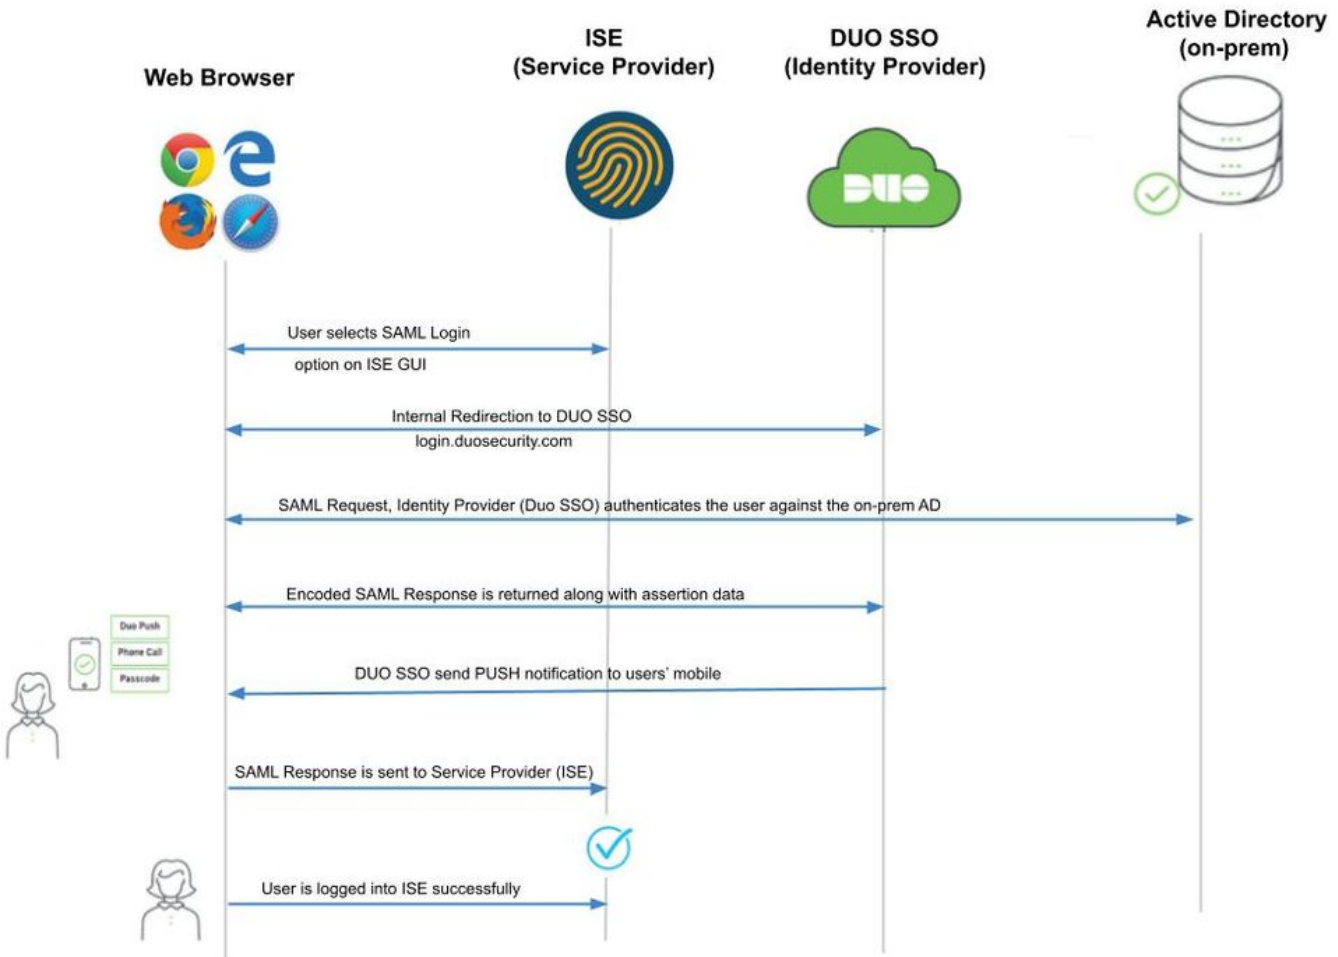 ISE
(Service Provider)
DUO SSO
(Identity Provider)
Active Directory
(on-prem)
Web Browser
DUO
User selects SAML Login
option on ISE GUI
Internal Redirection to DUO SSO
login.duosecurity.com
SAML Request, Identity Provider (Duo SSO) authenticates the user against the on-prem AD
Encoded SAML Response is returned along with assertion data
Duo Push
Phone Call
Passcode
DUO SSO send PUSH notification to users' mobile
SAML Response is sent to Service Provider (ISE)
User is logged into ISE successfully